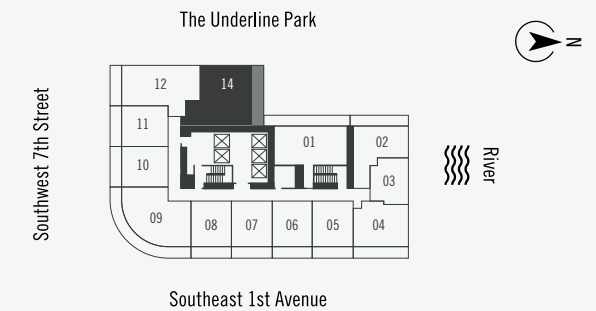 The Underline Park
N
Southwest 7th Street
12
14
11
01
02
10
River
03
09
08
07
06
05
04
Southeast 1st Avenue